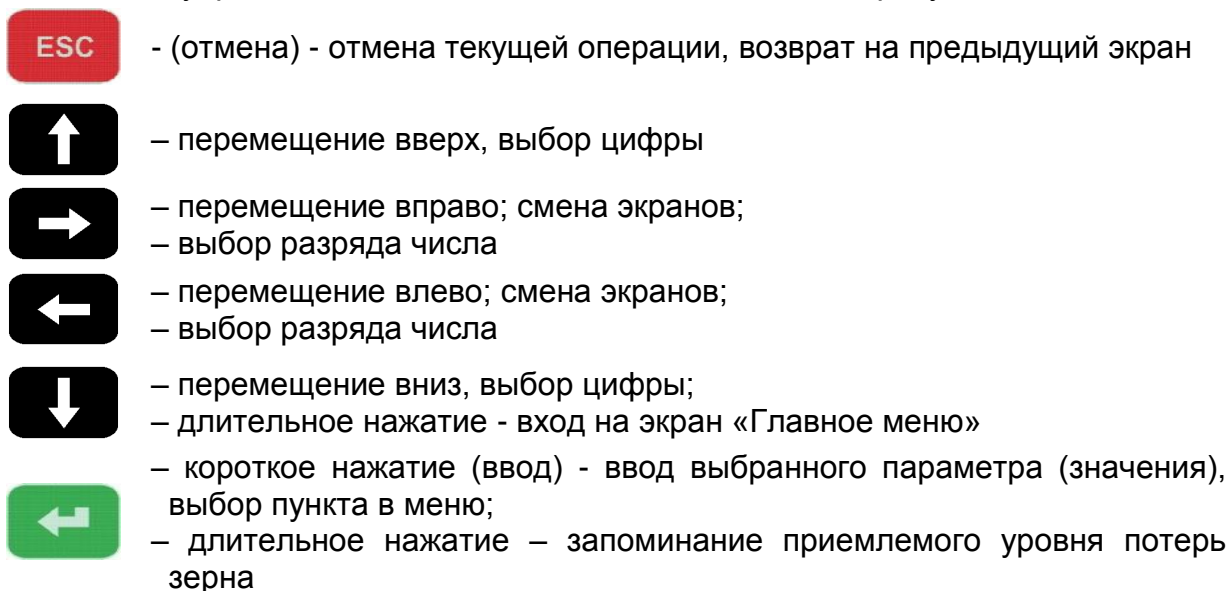 ESC - (отмена) - отмена текущей операции, возврат на предыдущий экран
– перемещение вверх, выбор цифры
– перемещение вправо; смена экранов;
– выбор разряда числа
– перемещение влево; смена экранов;
– выбор разряда числа
– перемещение вниз, выбор цифры;
– длительное нажатие - вход на экран «Главное меню»
– короткое нажатие (ввод) - ввод выбранного параметра (значения),
выбор пункта в меню;
– длительное нажатие – запоминание приемлемого уровня потерь
зерна